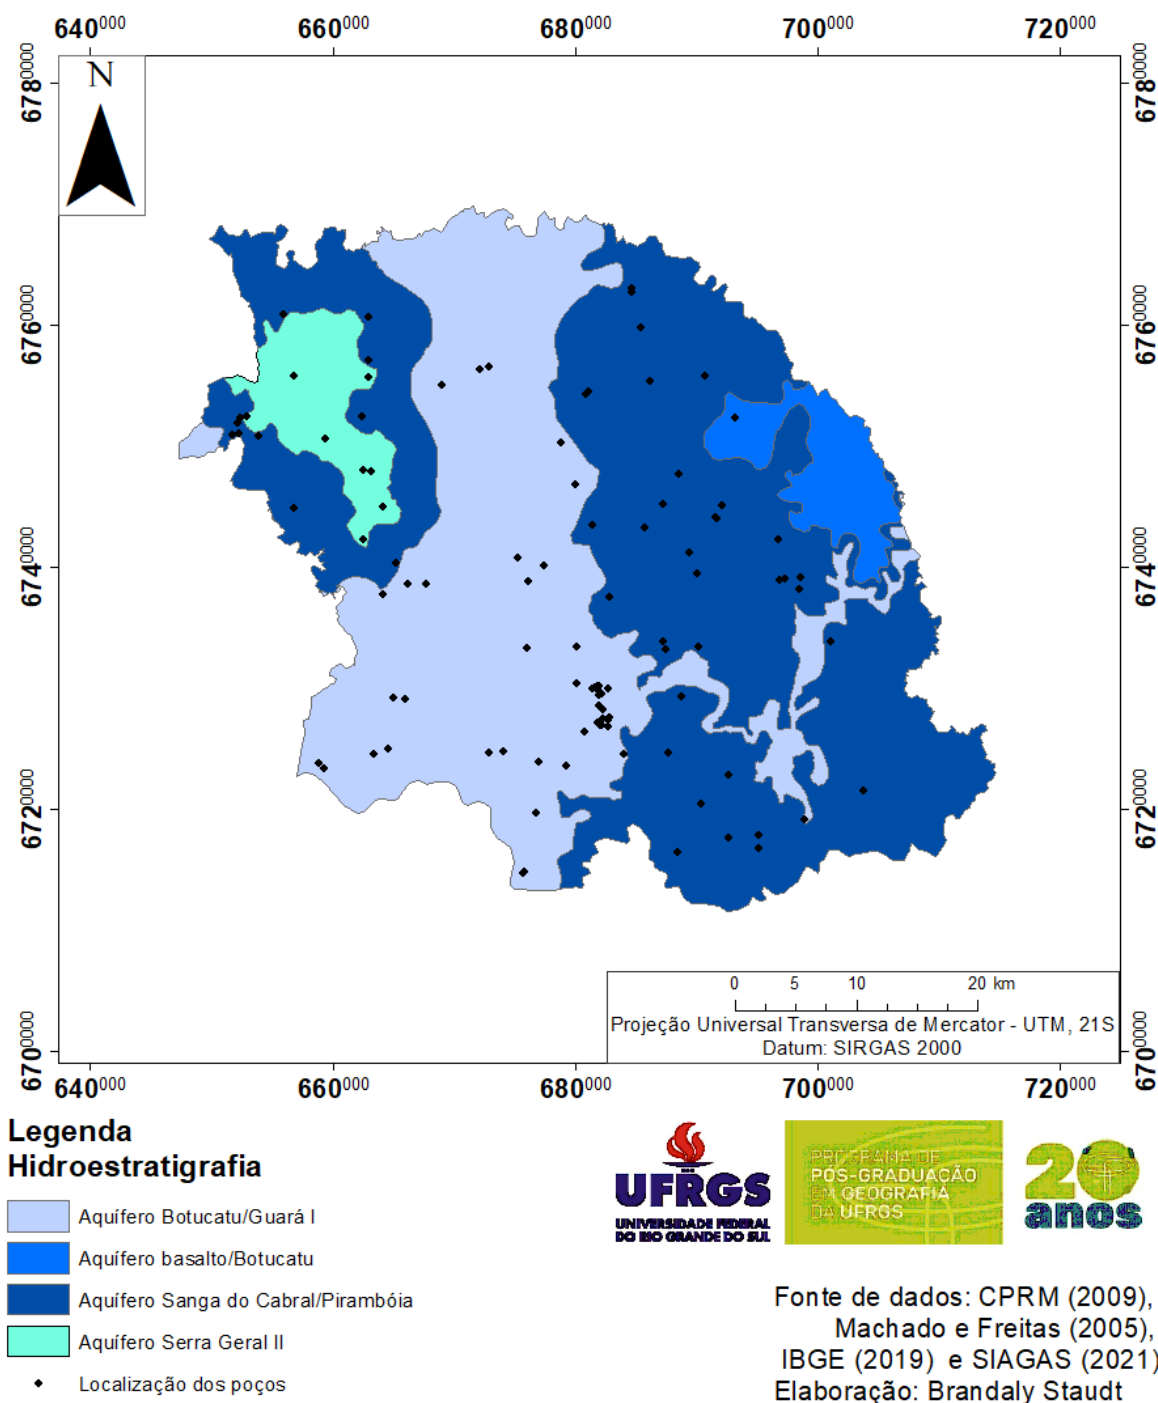 640000 660000 680000 700000 720000
N
6780000 6780000
6760000 6760000
6740000 6740000
6720000 6720000
6700000 6700000
0 5 10 20 km
Projeção Universal Transversa de Mercator - UTM, 21S
Datum: SIRGAS 2000
640000 660000 680000 700000 720000
Legenda
Hidroestratigrafia
Aquífero Botucatu/Guará I
Aquífero basalto/Botucatu
Aquífero Sanga do Cabral/Pirambóia
Aquífero Serra Geral II
Localização dos poços
UFRGS
UNIVERSIDADE FEDERAL
DO RIO GRANDE DO SUL
PROGRAMA DE
PÓS-GRADUAÇÃO
EM GEOGRAFIA
DA UFRGS
20
anos
Fonte de dados: CPRM (2009),
Machado e Freitas (2005),
IBGE (2019) e SIAGAS (2021)
Elaboração: Brandaly Staudt